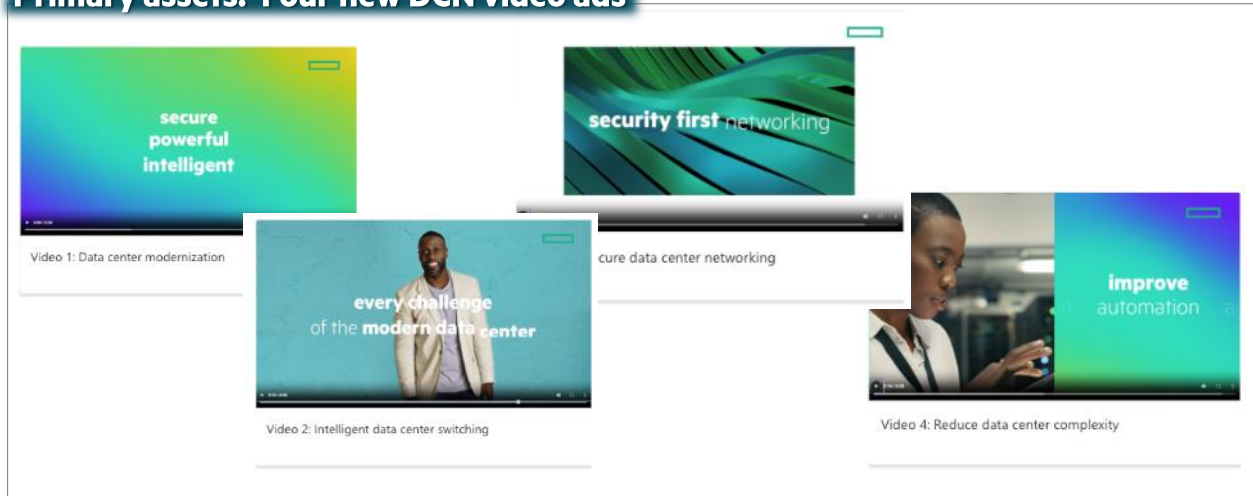 Primary assets: Your new DCN video ads
secure
powerful
intelligent
Video 1: Data center modernization
every challenge
of the modern data center
Video 2: Intelligent data center switching
security first networking
cure data center networking
improve
automation
Video 4: Reduce data center complexity